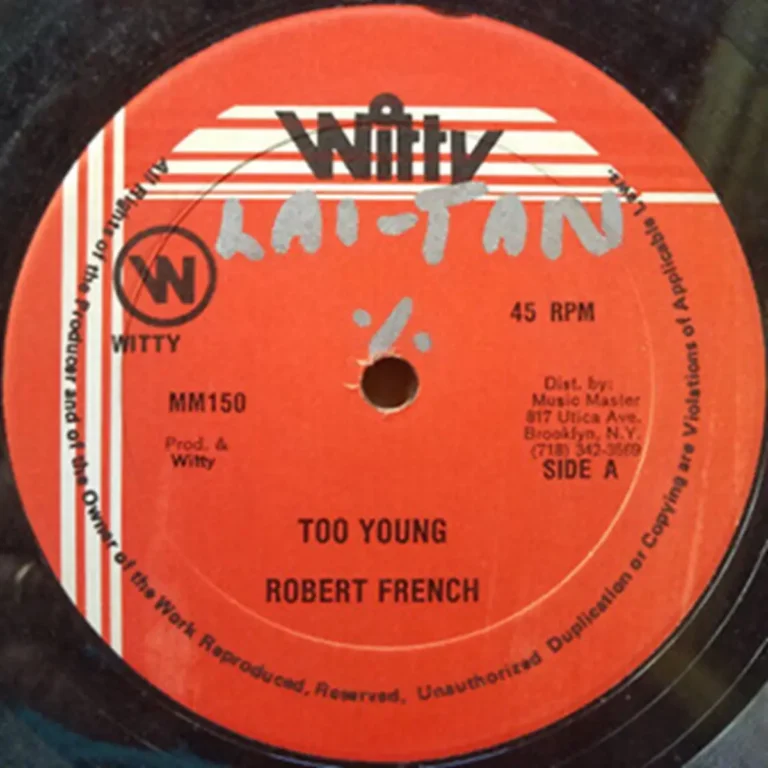 Witty
LAI-TAN
W
WITTY
45 RPM
MM150
Prod. &
Witty
Dist. by:
Music Master
817 Utica Ave.
Brooklyn, N.Y.
(718) 342-3569
SIDE A
TOO YOUNG
ROBERT FRENCH
All Rights of the Producer and of the Owner of the Work Reproduced, Reserved, Unauthorized Duplication or Copying are Violations of Applicable Laws.